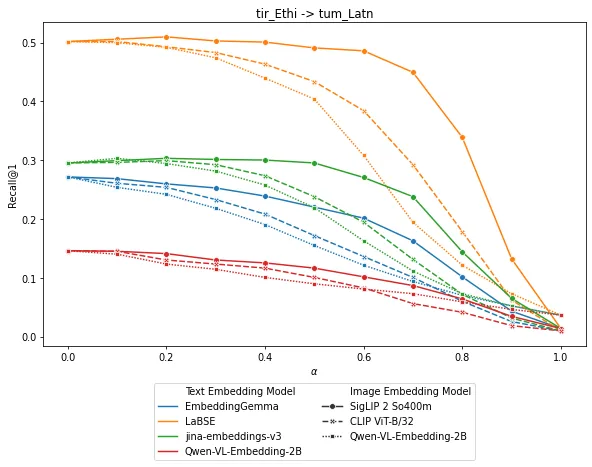 tir_Ethi -> tum_Latn
Recall@1
0.5
0.4
0.3
0.2
0.1
0.0
0.0 0.2 0.4 0.6 0.8 1.0
α
Text Embedding Model Image Embedding Model
EmbeddingGemma SigLIP 2 So400m
LaBSE CLIP ViT-B/32
jina-embeddings-v3 Qwen-VL-Embedding-2B
Qwen-VL-Embedding-2B